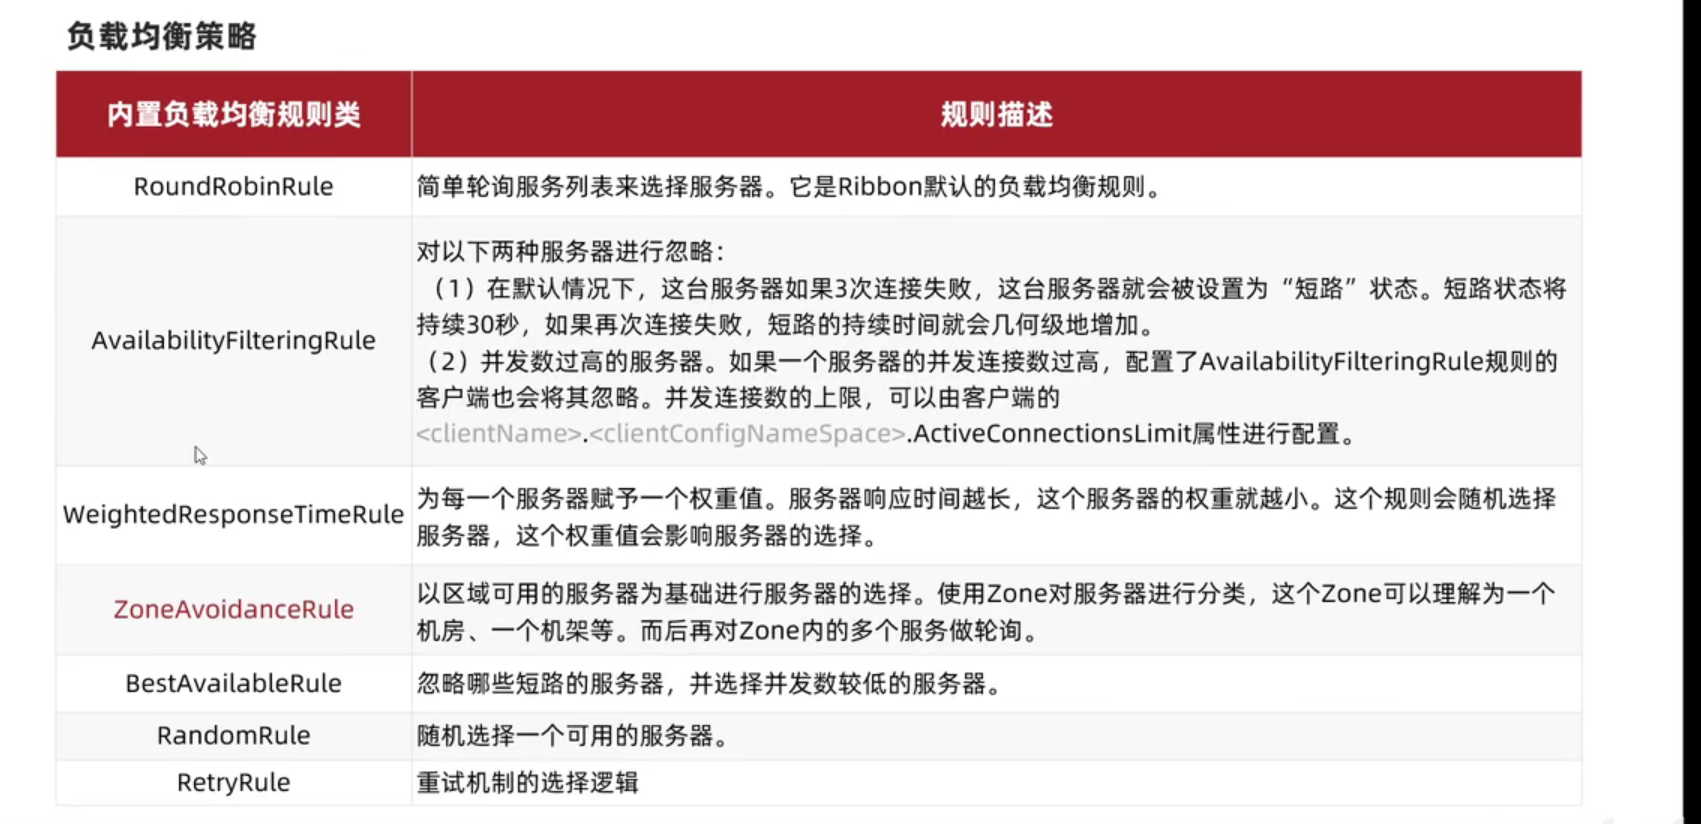 负载均衡策略
内置负载均衡规则类
规则描述
RoundRobinRule
简单轮询服务列表来选择服务器。它是Ribbon默认的负载均衡规则。
AvailabilityFilteringRule
对以下两种服务器进行忽略：
（1）在默认情况下，这台服务器如果3次连接失败，这台服务器就会被设置为“短路”状态。短路状态将
持续30秒，如果再次连接失败，短路的持续时间就会几何级地增加。
（2）并发数过高的服务器。如果一个服务器的并发连接数过高，配置了AvailabilityFilteringRule规则的
客户端也会将其忽略。并发连接数的上限，可以由客户端的
<clientName>.<clientConfigNameSpace>.ActiveConnectionsLimit属性进行配置。
WeightedResponseTimeRule
为每一个服务器赋予一个权重值。服务器响应时间越长，这个服务器的权重就越小。这个规则会随机选择
服务器，这个权重值会影响服务器的选择。
ZoneAvoidanceRule
以区域可用的服务器为基础进行服务器的选择。使用Zone对服务器进行分类，这个Zone可以理解为一个
机房、一个机架等。而后再对Zone内的多个服务做轮询。
BestAvailableRule
忽略哪些短路的服务器，并选择并发数较低的服务器。
RandomRule
随机选择一个可用的服务器。
RetryRule
重试机制的选择逻辑